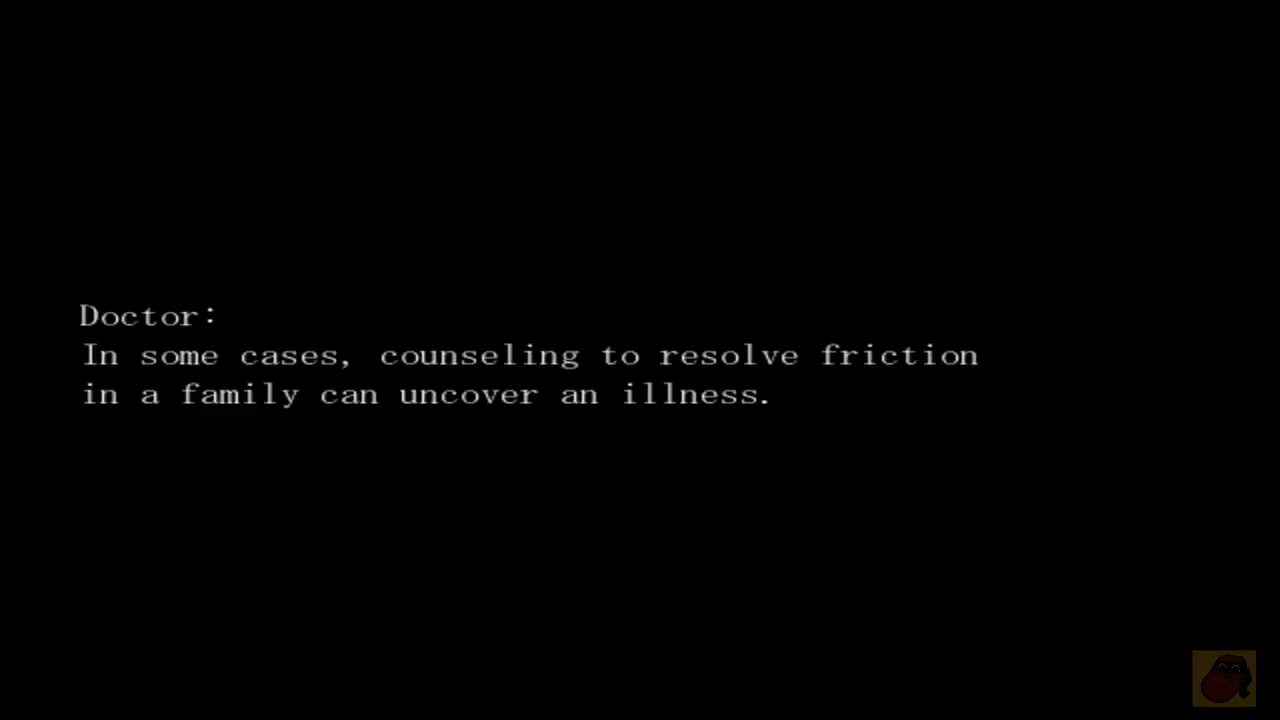 Doctor:
In some cases, counseling to resolve friction
in a family can uncover an illness.